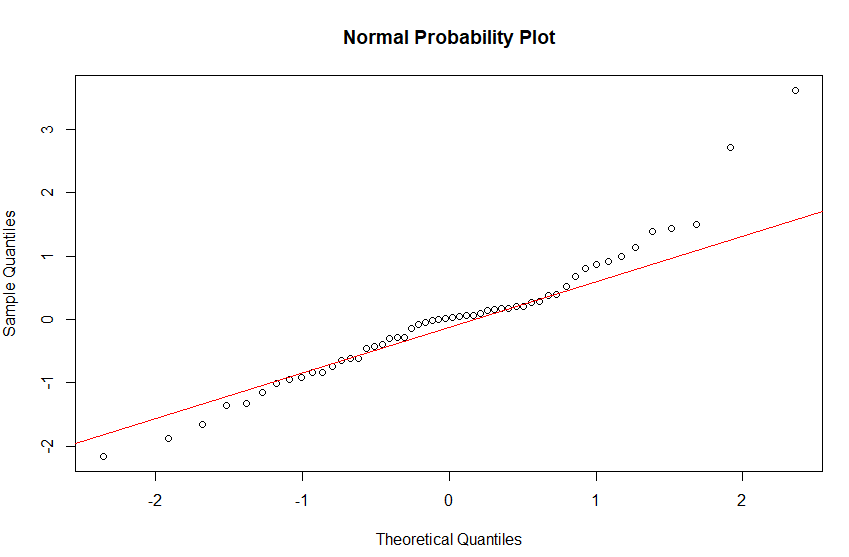 Normal Probability Plot
Sample Quantiles
3
2
1
0
-1
-2
-2 -1 0 1 2
Theoretical Quantiles